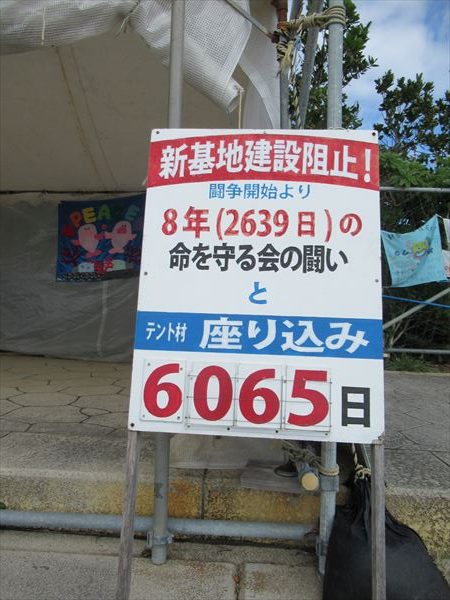 新基地建設阻止！
闘争開始より
8年(2639日)の
命を守る会の闘い
と
テント村 座り込み
6065日
PEACE